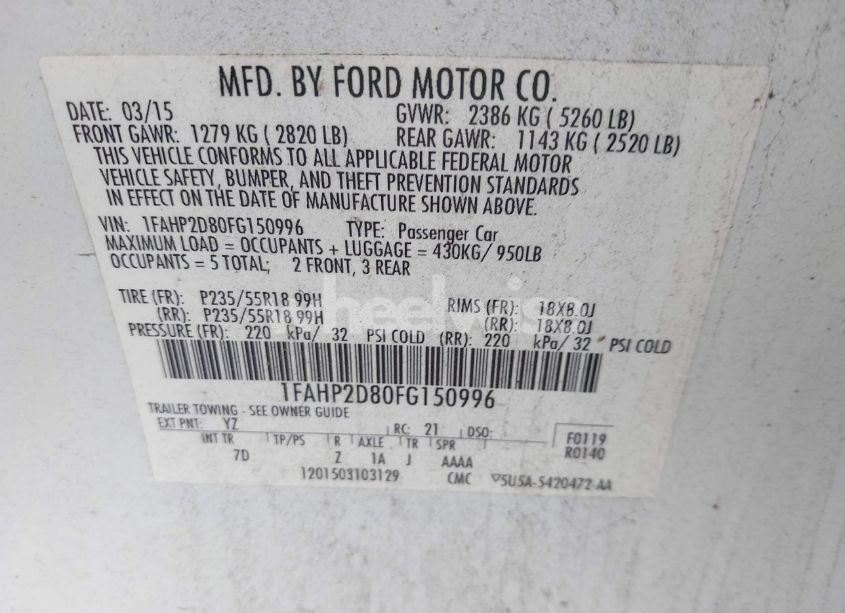 MFD. BY FORD MOTOR CO.
DATE: 03/15 GVWR: 2386 KG ( 5260 LB)
FRONT GAWR: 1279 KG ( 2820 LB) REAR GAWR: 1143 KG ( 2520 LB)
THIS VEHICLE CONFORMS TO ALL APPLICABLE FEDERAL MOTOR
VEHICLE SAFETY, BUMPER, AND THEFT PREVENTION STANDARDS
IN EFFECT ON THE DATE OF MANUFACTURE SHOWN ABOVE.
VIN: 1FAHP2D80FG150996 TYPE: Passenger Car
MAXIMUM LOAD = OCCUPANTS + LUGGAGE = 430KG/ 950LB
OCCUPANTS = 5 TOTAL; 2 FRONT, 3 REAR
TIRE (FR): P235/55R18 99H RIMS (FR): 18X8.0J
(RR): P235/55R18 99H (RR): 18X8.0J
PRESSURE (FR): 220 kPa/ 32 PSI COLD (RR): 220 kPa/ 32 PSI COLD
1FAHP2D80FG150996
TRAILER TOWING - SEE OWNER GUIDE
EXT PNT: YZ RC: 21 DSO: F0119
INT TR TP/PS R AXLE TR SPR R0140
7D Z 1A J AAAA
1201503103129 CMC 5U5A-5420472-AA